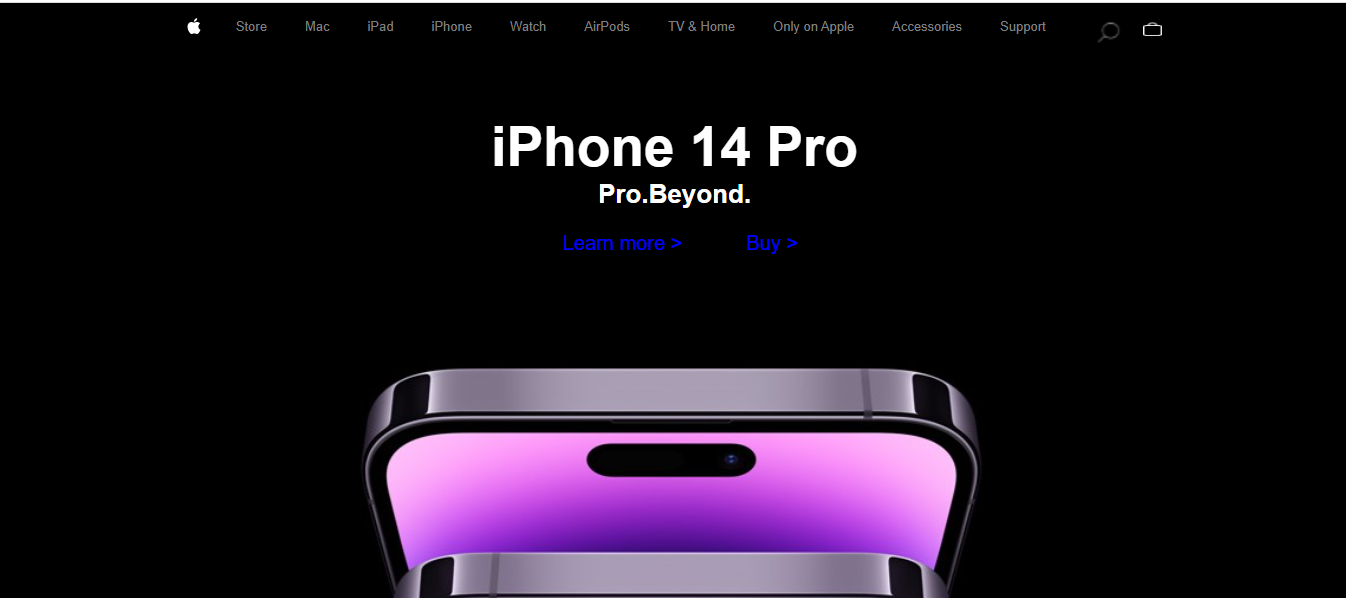 Store Mac iPad iPhone Watch AirPods TV & Home Only on Apple Accessories Support
iPhone 14 Pro
Pro.Beyond.
Learn more > Buy >